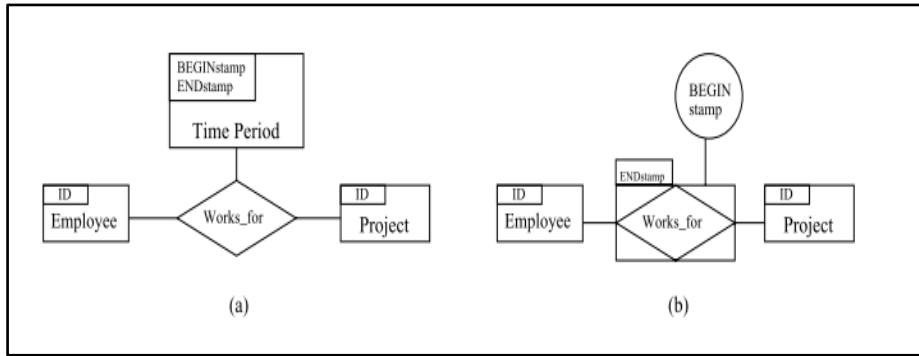 BEGINstamp
ENDstamp
Time Period
ID
Employee
Works_for
ID
Project
(a)
BEGIN
stamp
ENDstamp
ID
Employee
Works_for
ID
Project
(b)